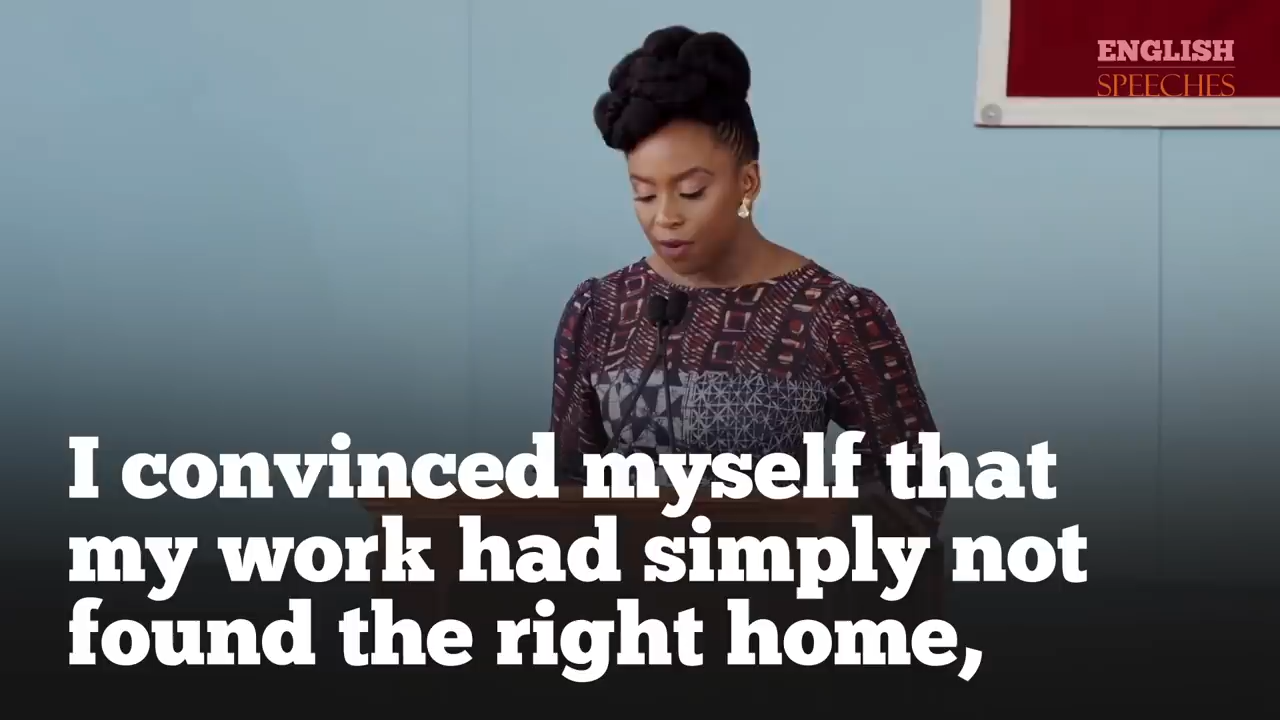 ENGLISH
SPEECHES
I convinced myself that
my work had simply not
found the right home,